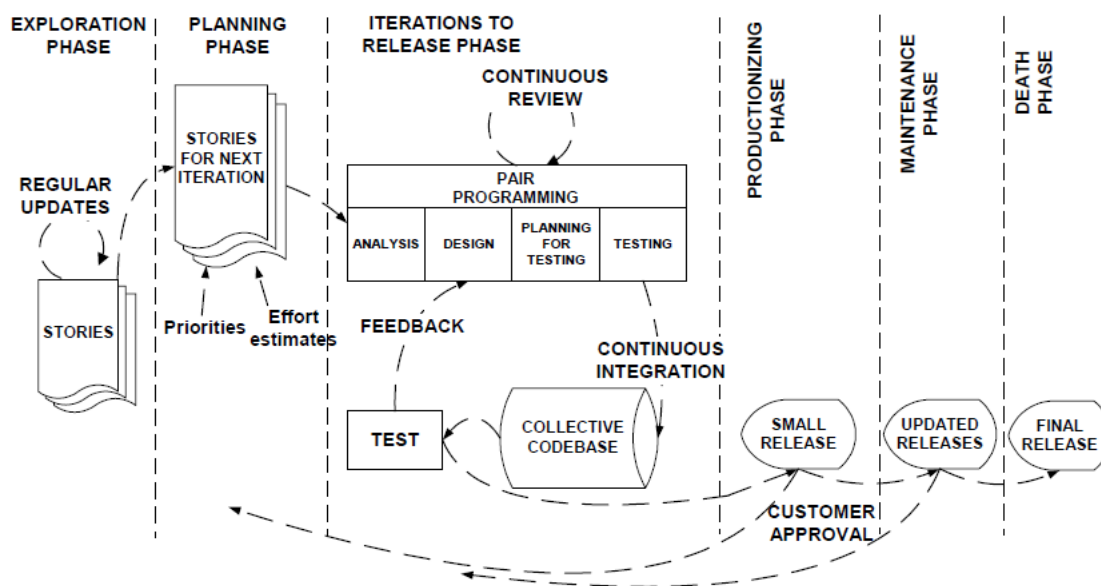 EXPLORATION
PHASE
PLANNING
PHASE
ITERATIONS TO
RELEASE PHASE
PRODUCTIONIZING
PHASE
MAINTENANCE
PHASE
DEATH
PHASE
CONTINUOUS
REVIEW
REGULAR
UPDATES
STORIES
FOR NEXT
ITERATION
STORIES
Priorities
Effort
estimates
PAIR
PROGRAMMING
ANALYSIS
DESIGN
PLANNING
FOR
TESTING
TESTING
FEEDBACK
CONTINUOUS
INTEGRATION
TEST
COLLECTIVE
CODEBASE
SMALL
RELEASE
UPDATED
RELEASES
FINAL
RELEASE
CUSTOMER
APPROVAL